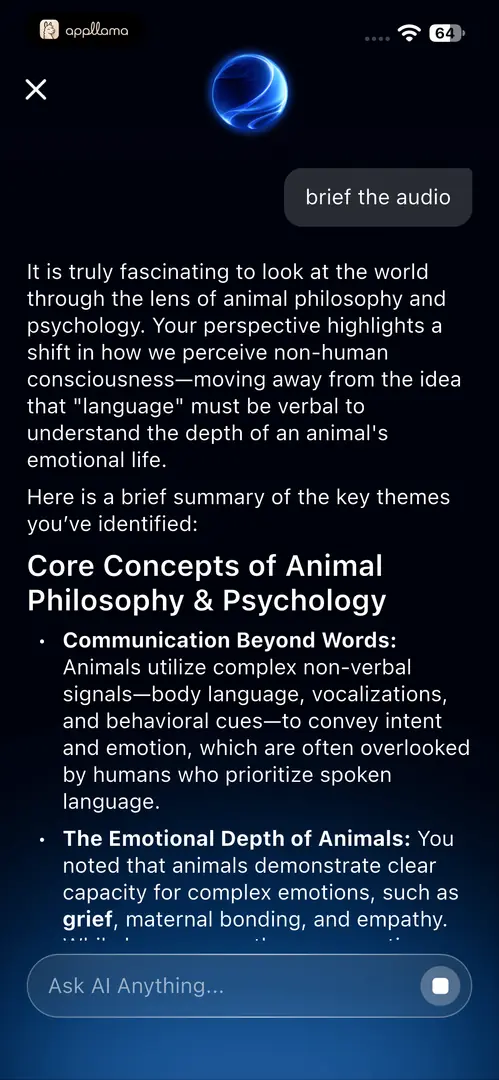 appllama
64
brief the audio
It is truly fascinating to look at the world
through the lens of animal philosophy and
psychology. Your perspective highlights a
shift in how we perceive non-human
consciousness—moving away from the idea
that "language" must be verbal to
understand the depth of an animal's
emotional life.
Here is a brief summary of the key themes
you’ve identified:
Core Concepts of Animal
Philosophy & Psychology
• Communication Beyond Words:
Animals utilize complex non-verbal
signals—body language, vocalizations,
and behavioral cues—to convey intent
and emotion, which are often overlooked
by humans who prioritize spoken
language.
• The Emotional Depth of Animals: You
noted that animals demonstrate clear
capacity for complex emotions, such as
grief, maternal bonding, and empathy.
Ask AI Anything...